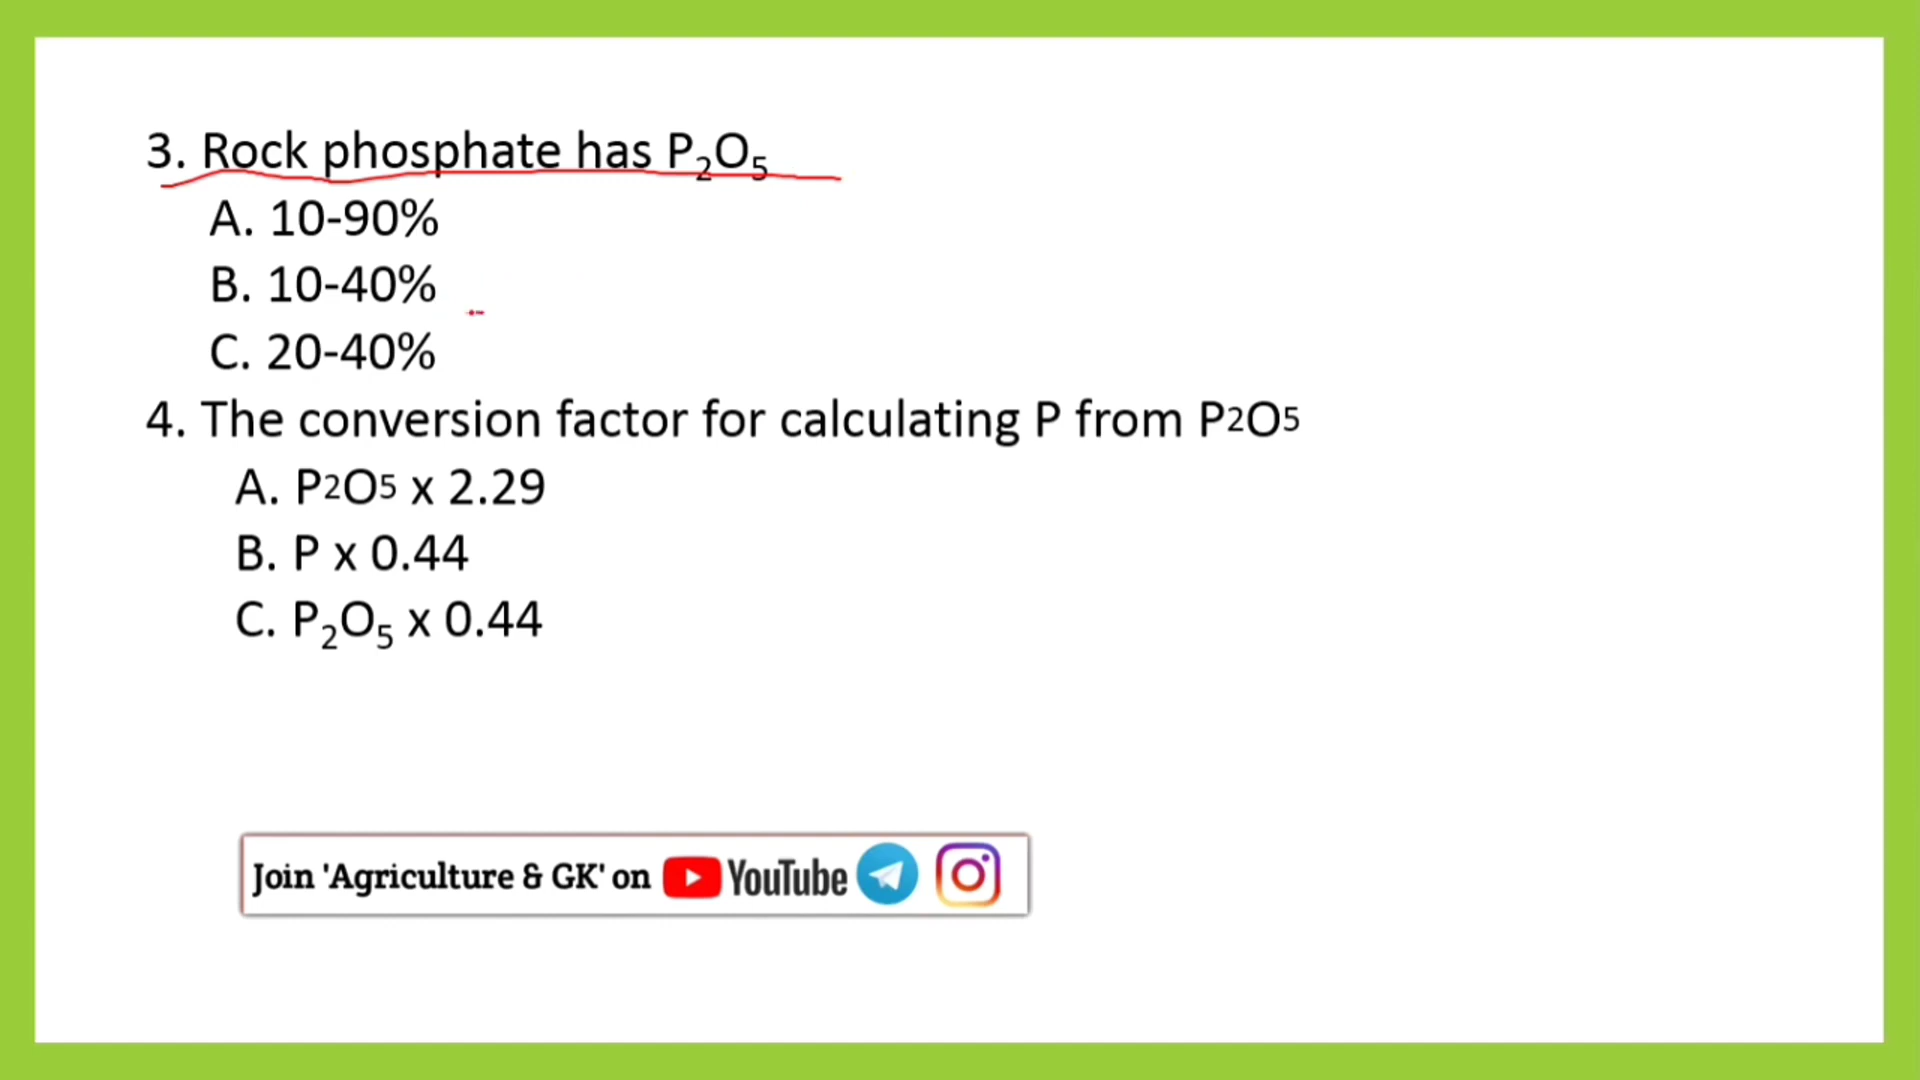 3. Rock phosphate has P₂O₅
A. 10-90%
B. 10-40%
C. 20-40%
4. The conversion factor for calculating P from P2O5
A. P2O5 x 2.29
B. P x 0.44
C. P₂O₅ x 0.44
Join 'Agriculture & GK' on YouTube